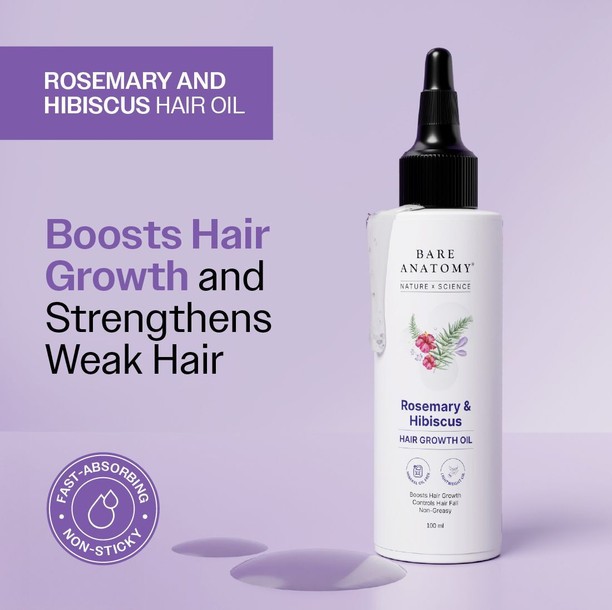 ROSEMARY AND
HIBISCUS HAIR OIL
Boosts Hair
Growth and
Strengthens
Weak Hair
FAST-ABSORBING
NON-STICKY
BARE
ANATOMY®
NATURE × SCIENCE
Rosemary &
Hibiscus
HAIR GROWTH OIL
Boosts Hair Growth
Controls Hair Fall
Non-Greasy
100 ml